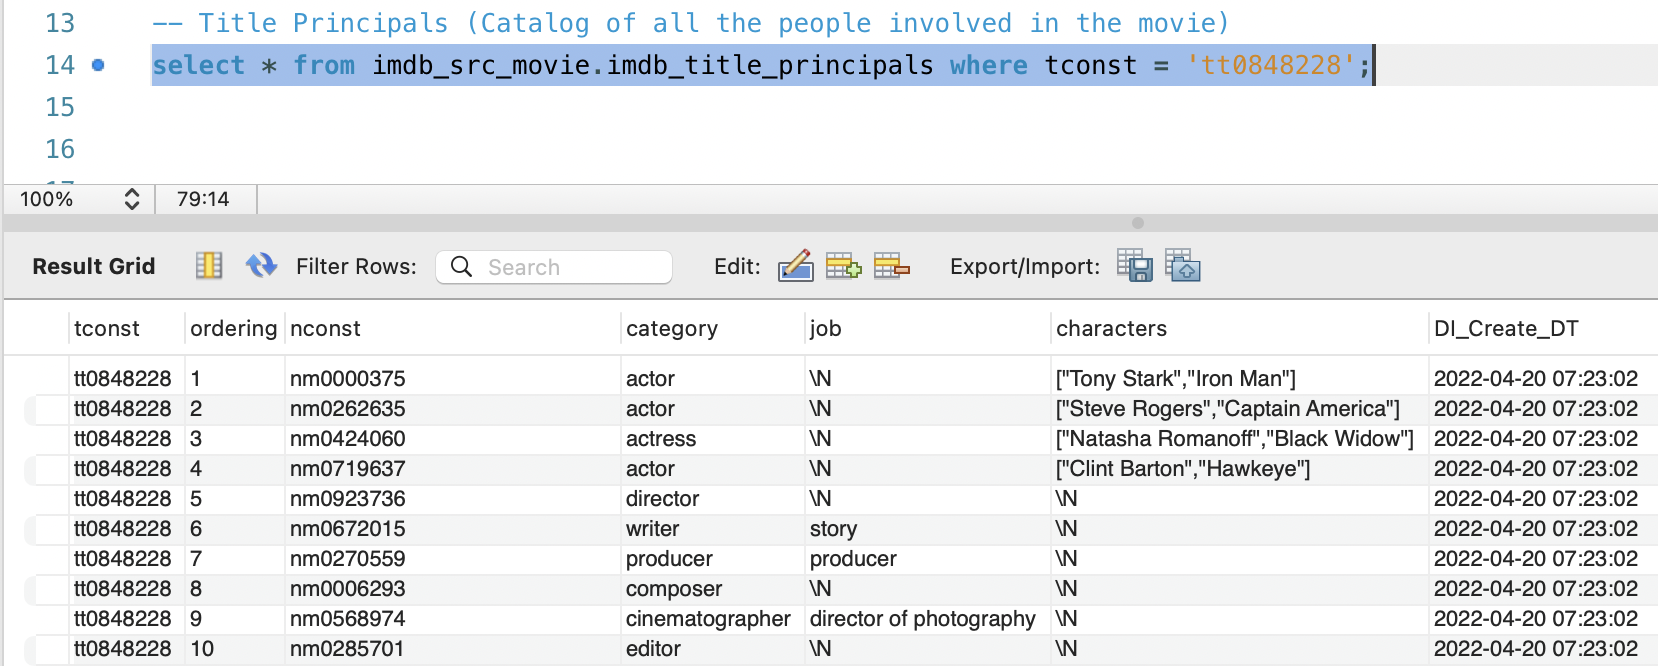 13 -- Title Principals (Catalog of all the people involved in the movie)
14 select * from imdb_src_movie.imdb_title_principals where tconst = 'tt0848228';
15
16
100% 79:14
Result Grid Filter Rows: Search Edit: Export/Import:
tconst ordering nconst category job characters DI_Create_DT
tt0848228 1 nm0000375 actor \N ["Tony Stark","Iron Man"] 2022-04-20 07:23:02
tt0848228 2 nm0262635 actor \N ["Steve Rogers","Captain America"] 2022-04-20 07:23:02
tt0848228 3 nm0424060 actress \N ["Natasha Romanoff","Black Widow"] 2022-04-20 07:23:02
tt0848228 4 nm0719637 actor \N ["Clint Barton","Hawkeye"] 2022-04-20 07:23:02
tt0848228 5 nm0923736 director \N \N 2022-04-20 07:23:02
tt0848228 6 nm0672015 writer story \N 2022-04-20 07:23:02
tt0848228 7 nm0270559 producer producer \N 2022-04-20 07:23:02
tt0848228 8 nm0006293 composer \N \N 2022-04-20 07:23:02
tt0848228 9 nm0568974 cinematographer director of photography \N 2022-04-20 07:23:02
tt0848228 10 nm0285701 editor \N \N 2022-04-20 07:23:02